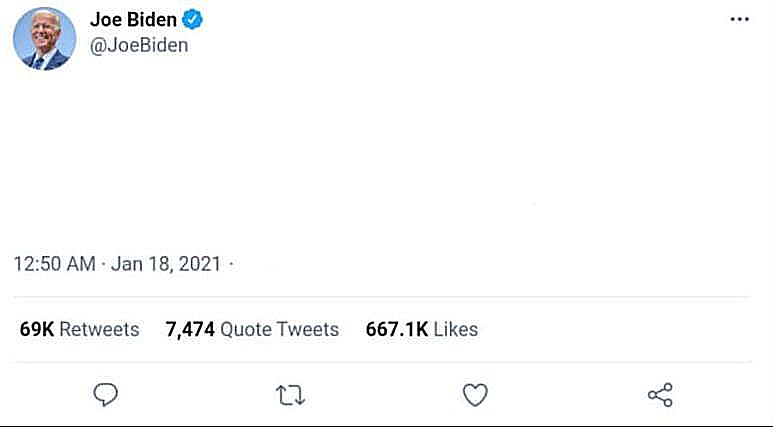 Joe Biden
@JoeBiden
12:50 AM · Jan 18, 2021 ·
69K Retweets 7,474 Quote Tweets 667.1K Likes